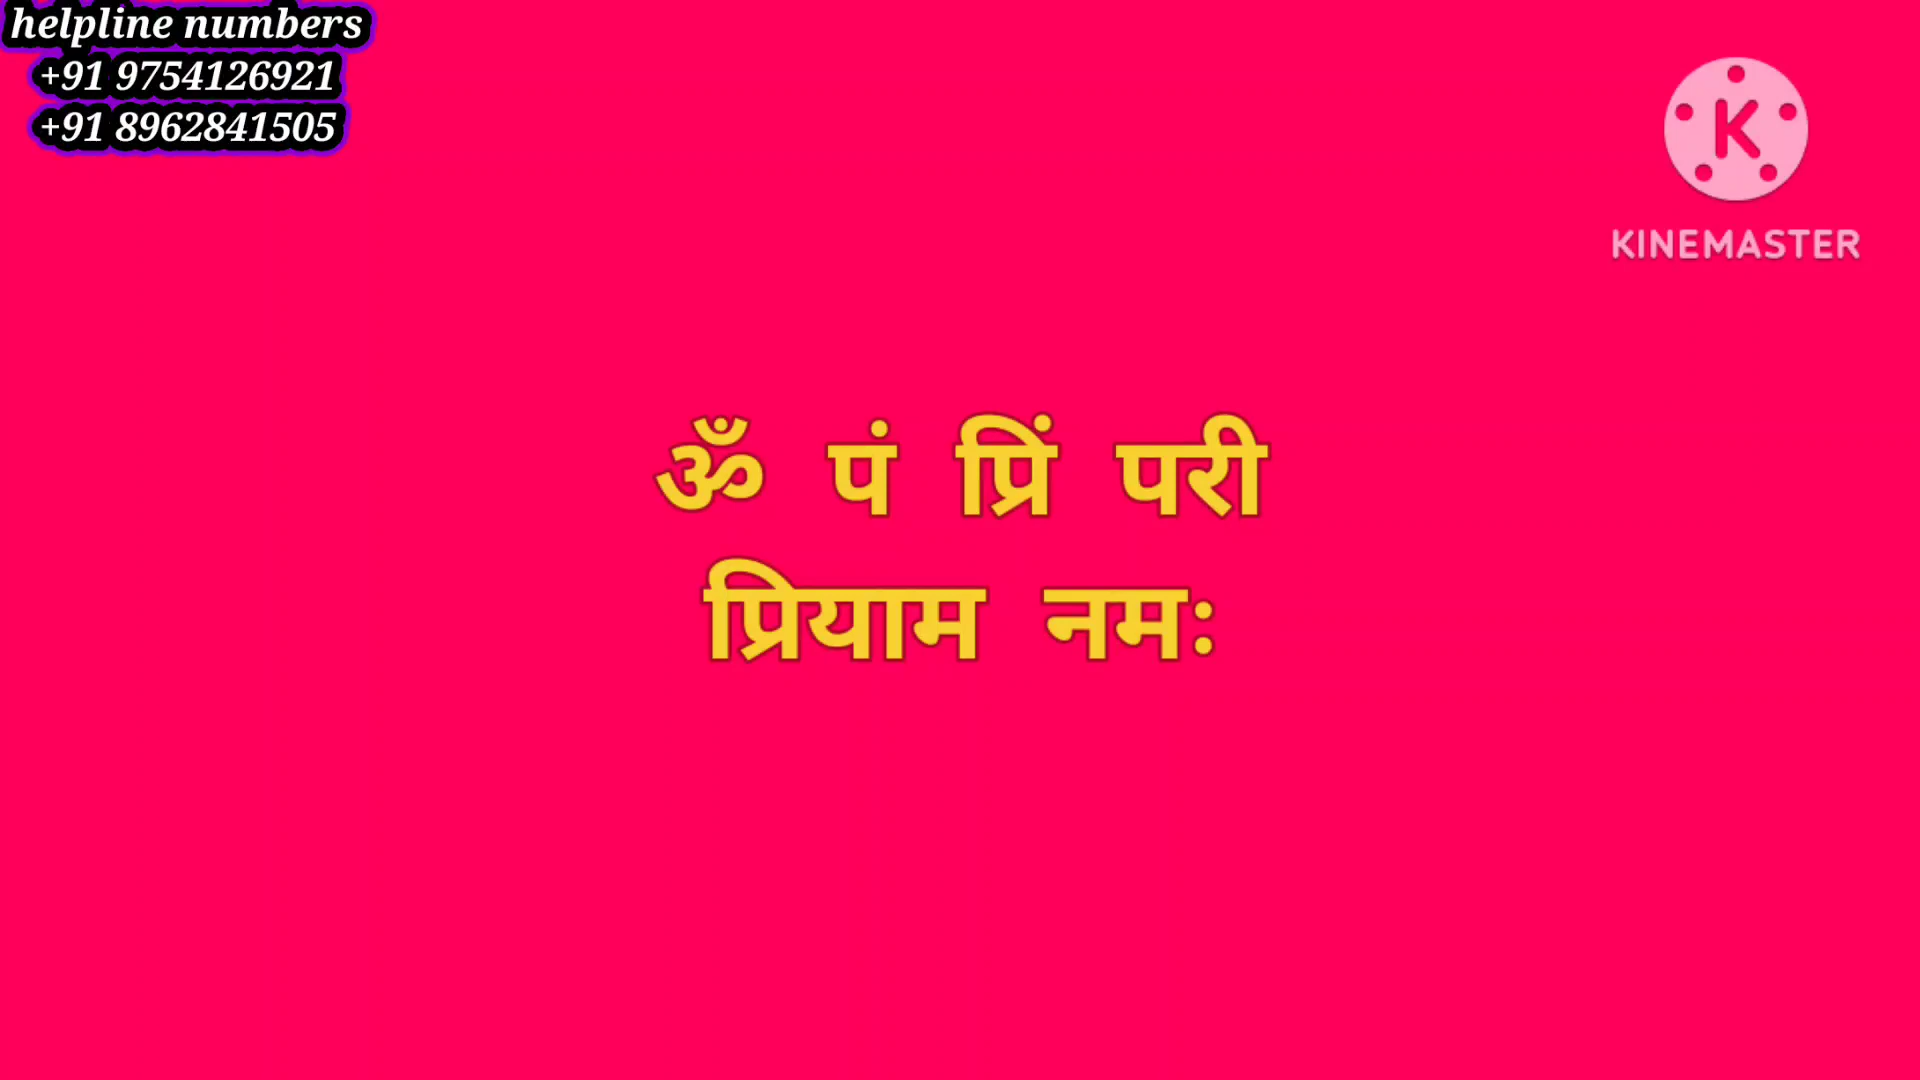 helpline numbers
+91 9754126921
+91 8962841505
KINEMASTER
ॐ पं प्रिं परी
प्रियाम नमः